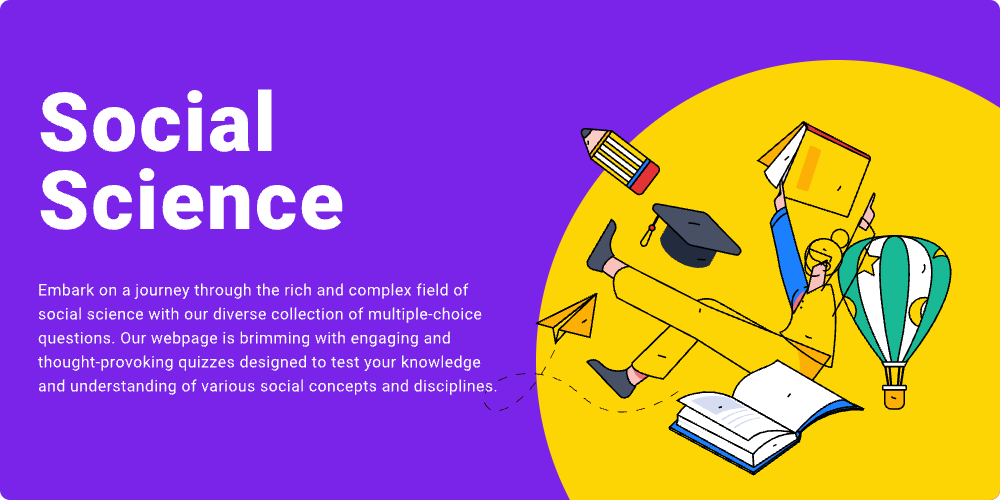 Social
Science
Embark on a journey through the rich and complex field of
social science with our diverse collection of multiple-choice
questions. Our webpage is brimming with engaging and
thought-provoking quizzes designed to test your knowledge
and understanding of various social concepts and disciplines.